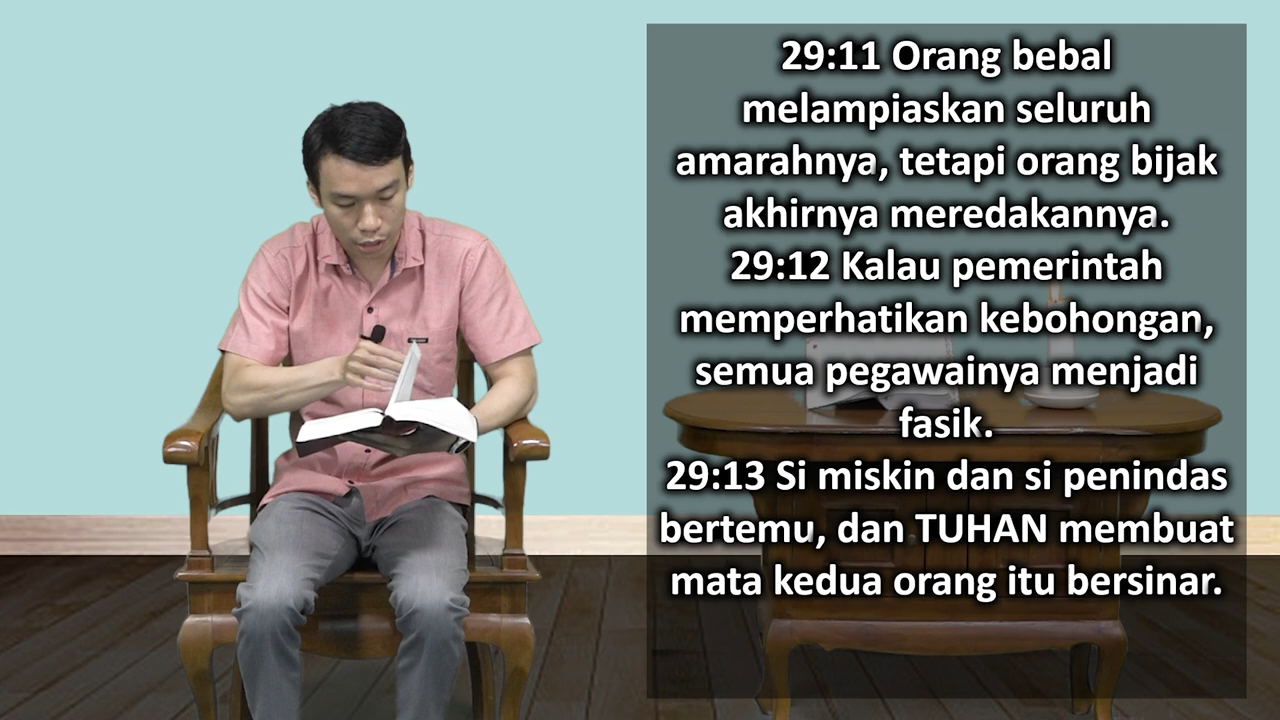 29:11 Orang bebal
melampiaskan seluruh
amarahnya, tetapi orang bijak
akhirnya meredakannya.
29:12 Kalau pemerintah
memperhatikan kebohongan,
semua pegawainya menjadi
fasik.
29:13 Si miskin dan si penindas
bertemu, dan TUHAN membuat
mata kedua orang itu bersinar.